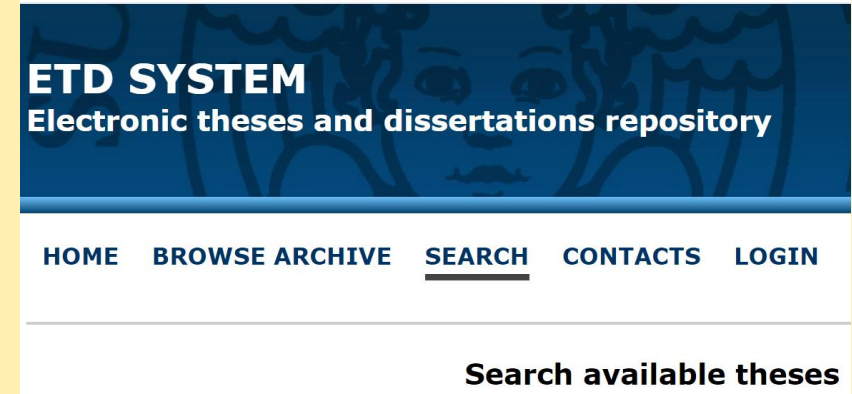 ETD SYSTEM
Electronic theses and dissertations repository
HOME BROWSE ARCHIVE SEARCH CONTACTS LOGIN
Search available theses